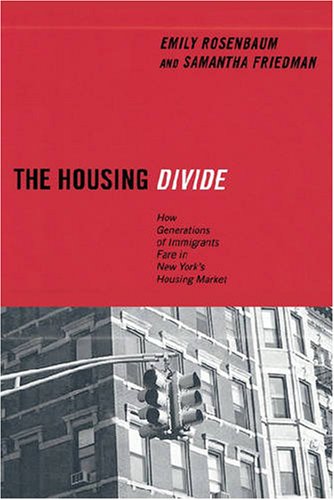 EMILY ROSENBAUM
AND SAMANTHA FRIEDMAN
THE HOUSING DIVIDE
How
Generations
of Immigrants
Fare in
New York's
Housing Market